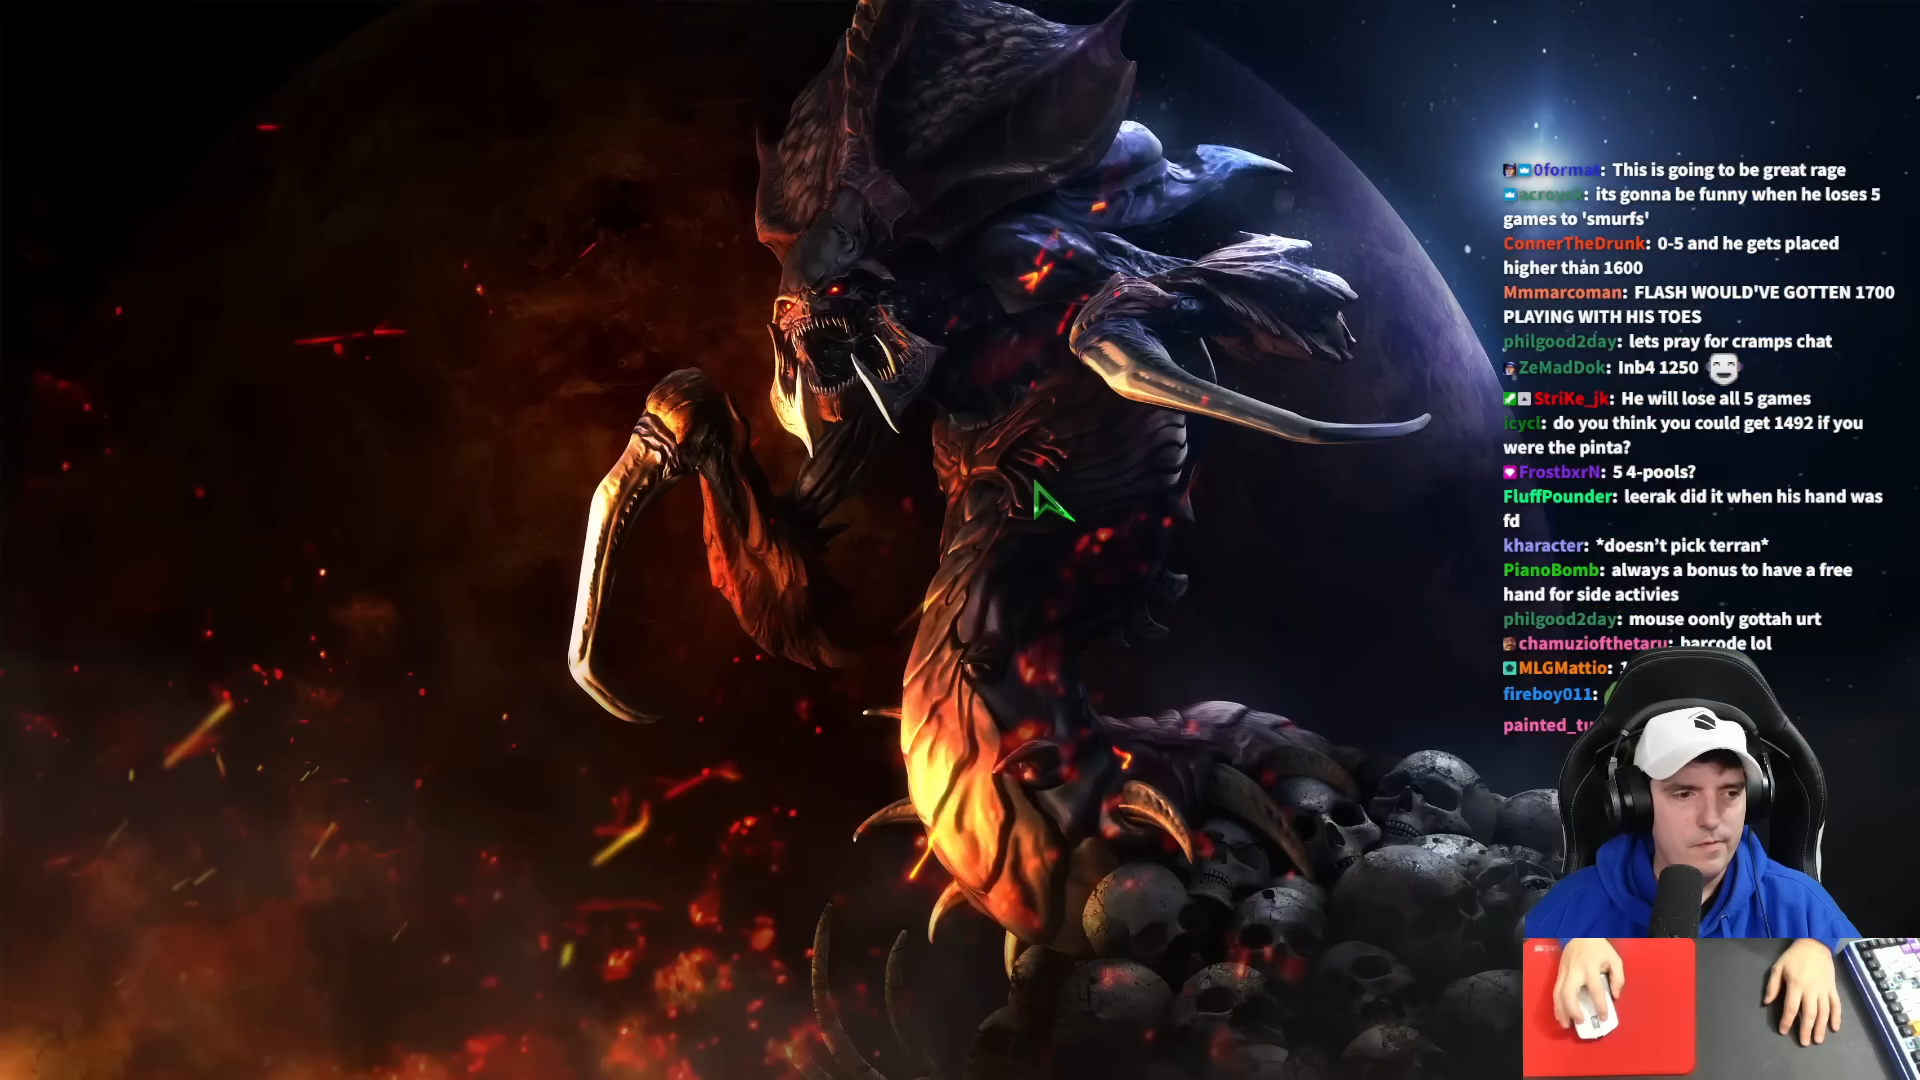 0format: This is going to be great rage
its gonna be funny when he loses 5
games to 'smurfs'
ConnerTheDrunk: 0-5 and he gets placed
higher than 1600
Mmmarcoman: FLASH WOULD'VE GOTTEN 1700
PLAYING WITH HIS TOES
philgood2day: lets pray for cramps chat
ZeMadDok: Inb4 1250
StriKe_jk: He will lose all 5 games
icycl: do you think you could get 1492 if you
were the pinta?
FrostbxrN: 5 4-pools?
FluffPounder: leerak did it when his hand was
fd
kharacter: *doesn't pick terran*
PianoBomb: always a bonus to have a free
hand for side activies
philgood2day: mouse oonly gottah urt
chamuziofthetaru: barcode lol
MLGMattio:
fireboy011: